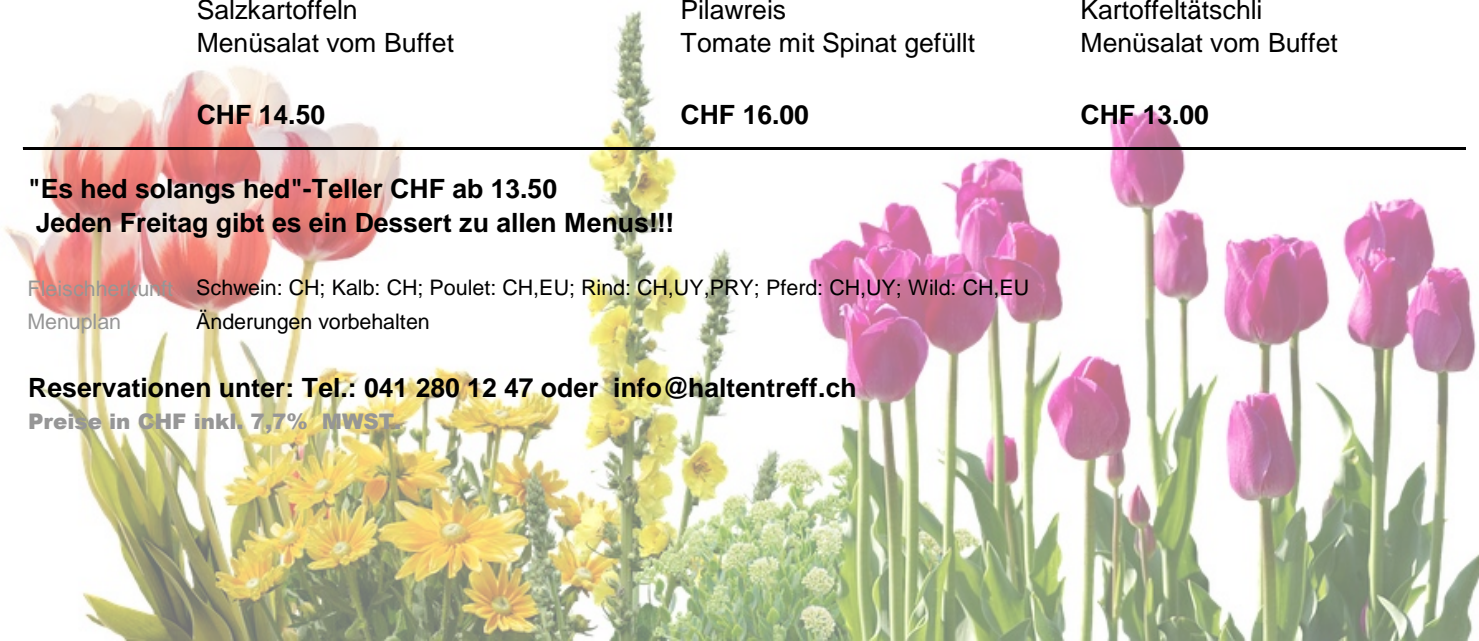 Salzkartoffeln Pilawreis Kartoffeltätschli
Menüsalat vom Buffet Tomate mit Spinat gefüllt Menüsalat vom Buffet
CHF 14.50 CHF 16.00 CHF 13.00
"Es hed solangs hed"-Teller CHF ab 13.50
Jeden Freitag gibt es ein Dessert zu allen Menus!!!
Fleischherkunft Schwein: CH; Kalb: CH; Poulet: CH,EU; Rind: CH,UY,PRY; Pferd: CH,UY; Wild: CH,EU
Menuplan Änderungen vorbehalten
Reservationen unter: Tel.: 041 280 12 47 oder info@haltentreff.ch
Preise in CHF inkl. 7,7% MWST.